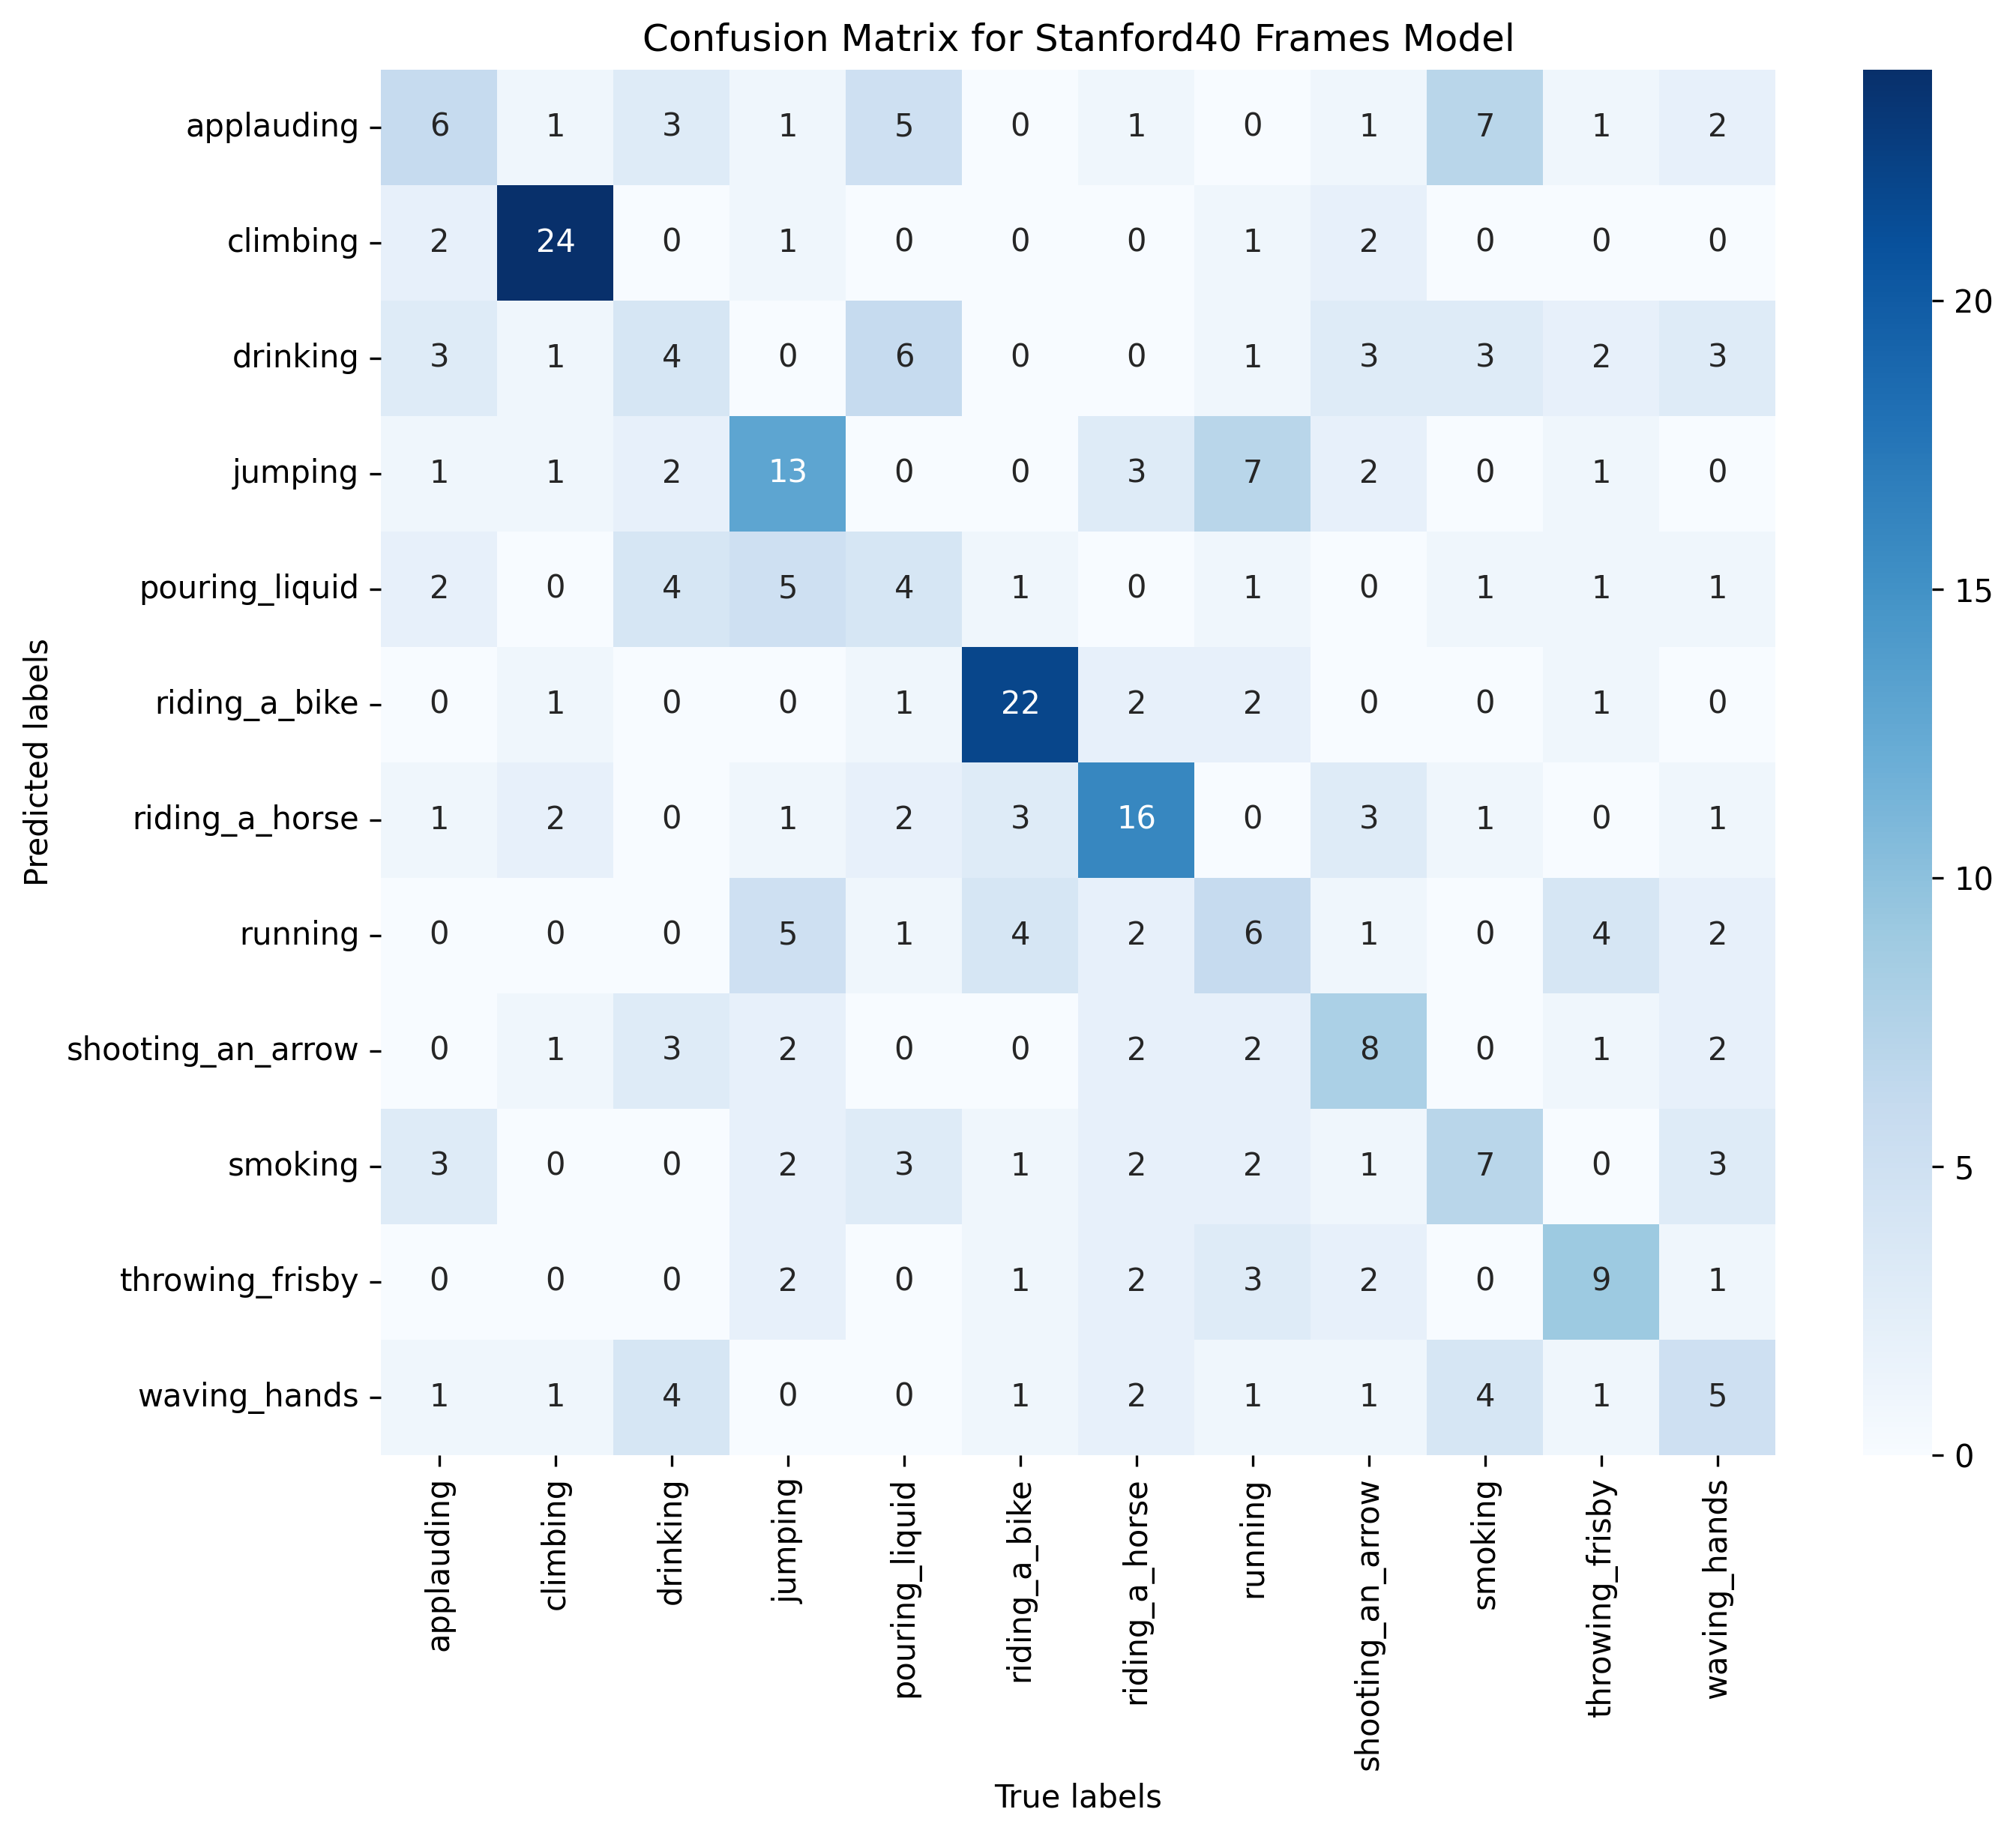 Confusion Matrix for Stanford40 Frames Model
Predicted labels
applauding 6 1 3 1 5 0 1 0 1 7 1 2
climbing 2 24 0 1 0 0 0 1 2 0 0 0
drinking 3 1 4 0 6 0 0 1 3 3 2 3
jumping 1 1 2 13 0 0 3 7 2 0 1 0
pouring_liquid 2 0 4 5 4 1 0 1 0 1 1 1
riding_a_bike 0 1 0 0 1 22 2 2 0 0 1 0
riding_a_horse 1 2 0 1 2 3 16 0 3 1 0 1
running 0 0 0 5 1 4 2 6 1 0 4 2
shooting_an_arrow 0 1 3 2 0 0 2 2 8 0 1 2
smoking 3 0 0 2 3 1 2 2 1 7 0 3
throwing_frisby 0 0 0 2 0 1 2 3 2 0 9 1
waving_hands 1 1 4 0 0 1 2 1 1 4 1 5
applauding climbing drinking jumping pouring_liquid riding_a_bike riding_a_horse running shooting_an_arrow smoking throwing_frisby waving_hands
True labels
20
15
10
5
0